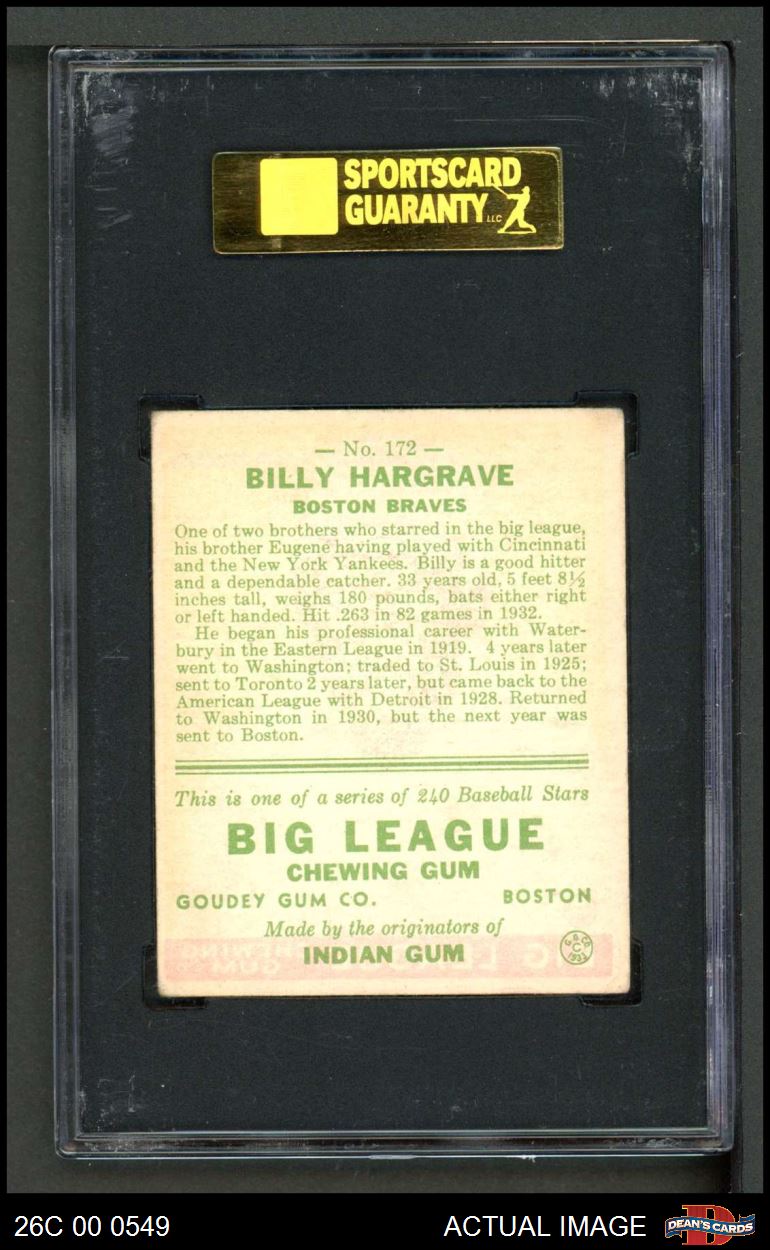 SPORTSCARD
GUARANTY LLC
— No. 172 —
BILLY HARGRAVE
BOSTON BRAVES
One of two brothers who starred in the big league,
his brother Eugene having played with Cincinnati
and the New York Yankees. Billy is a good hitter
and a dependable catcher. 33 years old, 5 feet 8½
inches tall, weighs 180 pounds, bats either right
or left handed. Hit .263 in 82 games in 1932.
He began his professional career with Water-
bury in the Eastern League in 1919. 4 years later
went to Washington; traded to St. Louis in 1925;
sent to Toronto 2 years later, but came back to the
American League with Detroit in 1928. Returned
to Washington in 1930, but the next year was
sent to Boston.
This is one of a series of 240 Baseball Stars
BIG LEAGUE
CHEWING GUM
GOUDEY GUM CO. BOSTON
Made by the originators of
INDIAN GUM
26C 00 0549 ACTUAL IMAGE DEAN'S CARDS